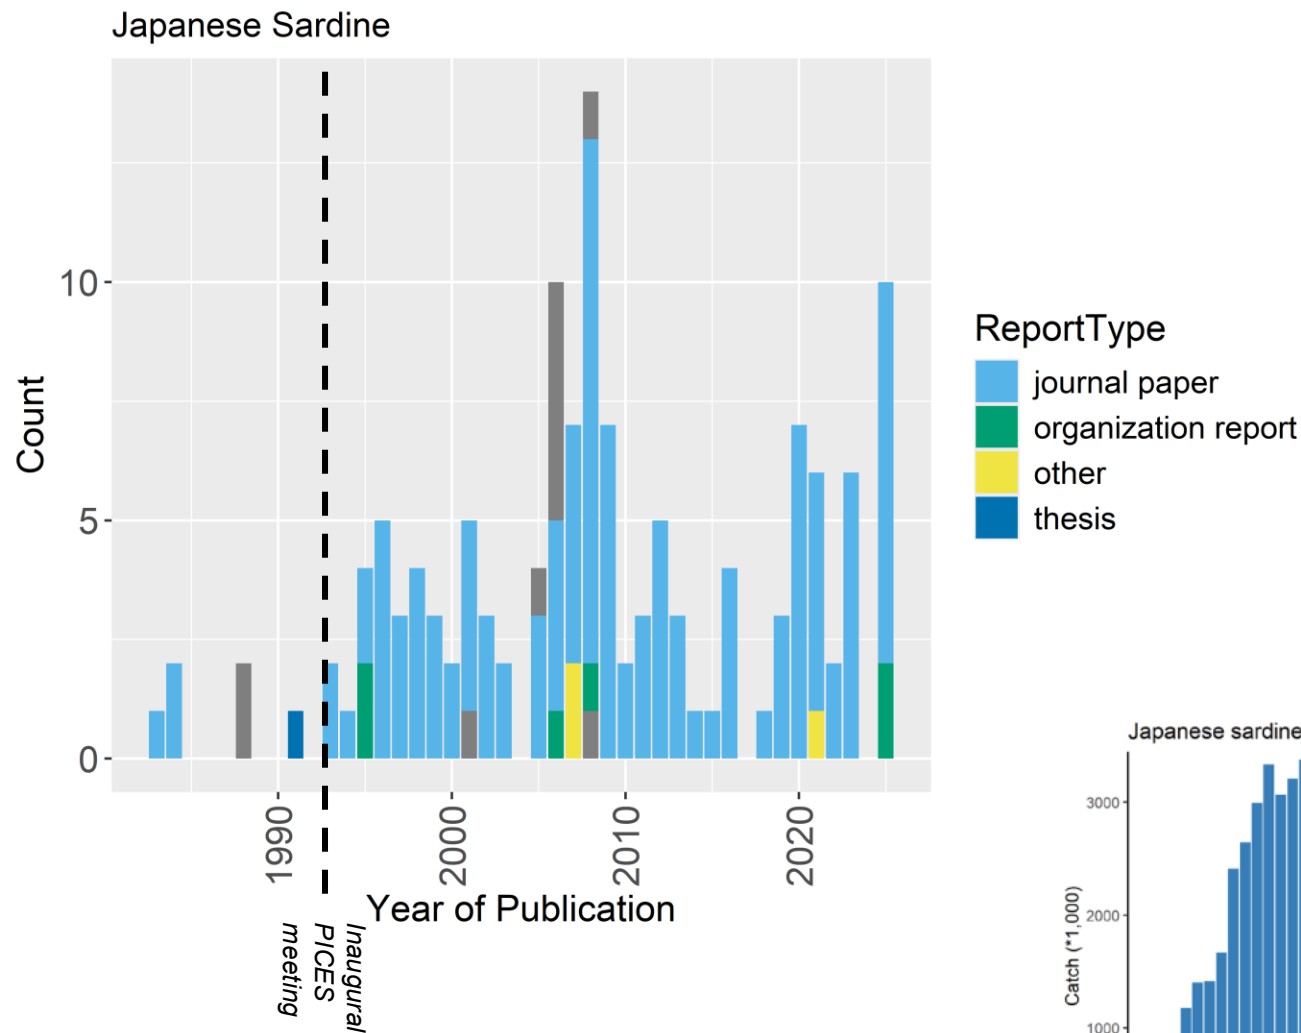 Japanese Sardine
10
5
0
Count
1990
2000
2010
2020
Year of Publication
Inaugural
PICES
meeting
ReportType
journal paper
organization report
other
thesis
Japanese sardine
3000
2000
1000
Catch (*1,000)